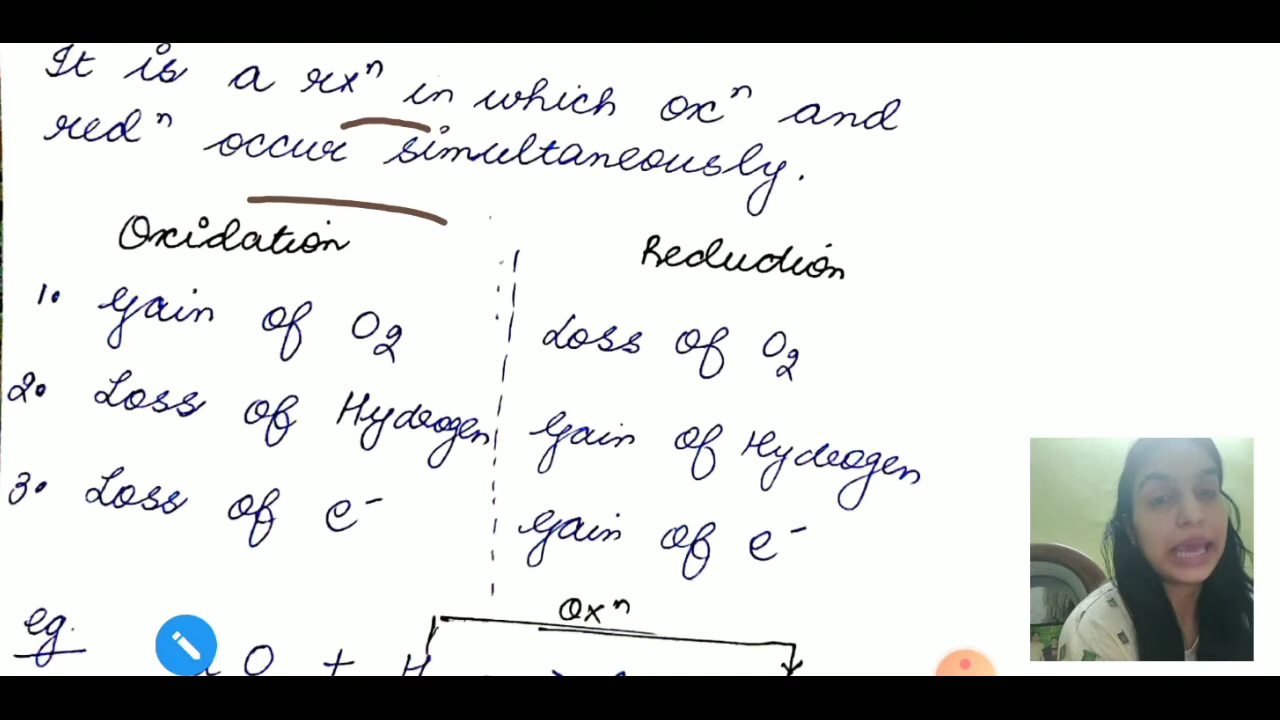 It is a rxⁿ in which oxⁿ and
redⁿ occur simultaneously.
Oxidation
Reduction
1. Gain of O₂
Loss of O₂
2. Loss of Hydrogen
Gain of Hydrogen
3. Loss of e⁻
Gain of e⁻
eg.
Oxⁿ
O + H